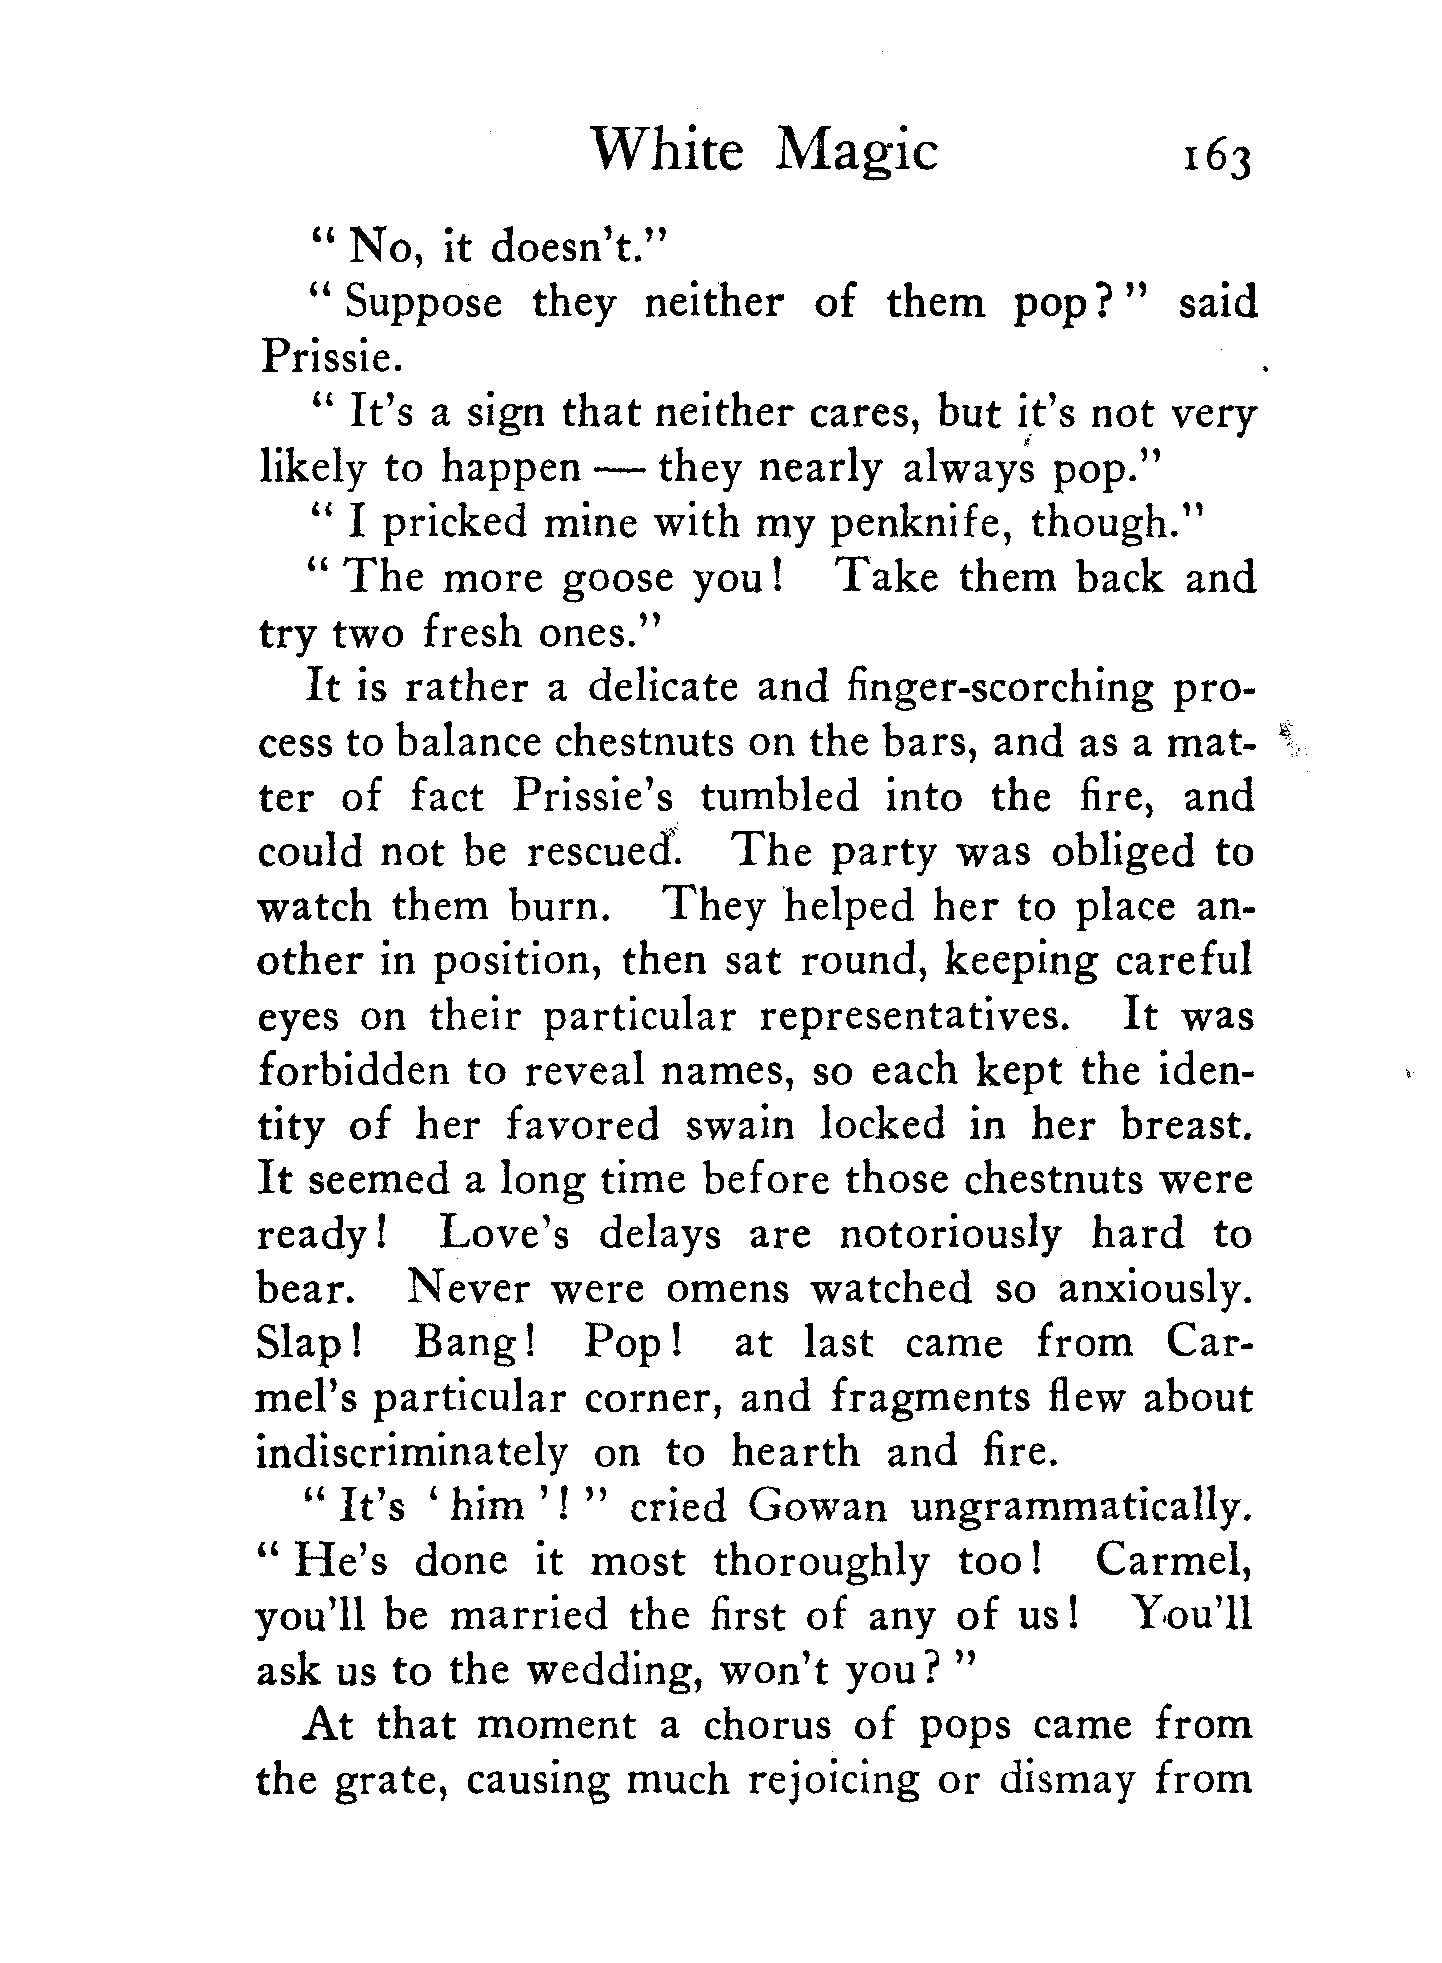 White Magic 163
" No, it doesn't."
" Suppose they neither of them pop? " said
Prissie.
" It's a sign that neither cares, but it's not very
likely to happen — they nearly always pop."
" I pricked mine with my penknife, though."
" The more goose you! Take them back and
try two fresh ones."
It is rather a delicate and finger-scorching pro-
cess to balance chestnuts on the bars, and as a mat-
ter of fact Prissie's tumbled into the fire, and
could not be rescued. The party was obliged to
watch them burn. They helped her to place an-
other in position, then sat round, keeping careful
eyes on their particular representatives. It was
forbidden to reveal names, so each kept the iden-
tity of her favored swain locked in her breast.
It seemed a long time before those chestnuts were
ready! Love's delays are notoriously hard to
bear. Never were omens watched so anxiously.
Slap! Bang! Pop! at last came from Car-
mel's particular corner, and fragments flew about
indiscriminately on to hearth and fire.
" It's ' him '! " cried Gowan ungrammatically.
" He's done it most thoroughly too! Carmel,
you'll be married the first of any of us! You'll
ask us to the wedding, won't you? "
At that moment a chorus of pops came from
the grate, causing much rejoicing or dismay from